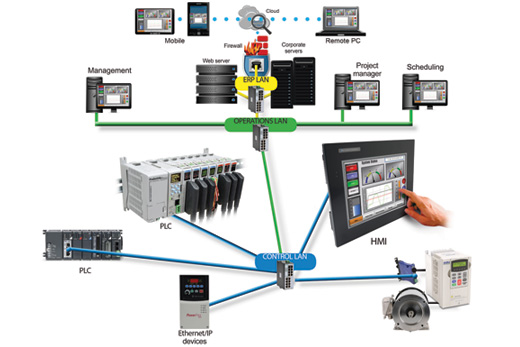 Cloud
Mobile
Remote PC
Firewall
Corporate
servers
Web server
Management
Project
manager
Scheduling
ERP LAN
OPERATIONS LAN
PLC
HMI
CONTROL LAN
PLC
Ethernet/IP
devices